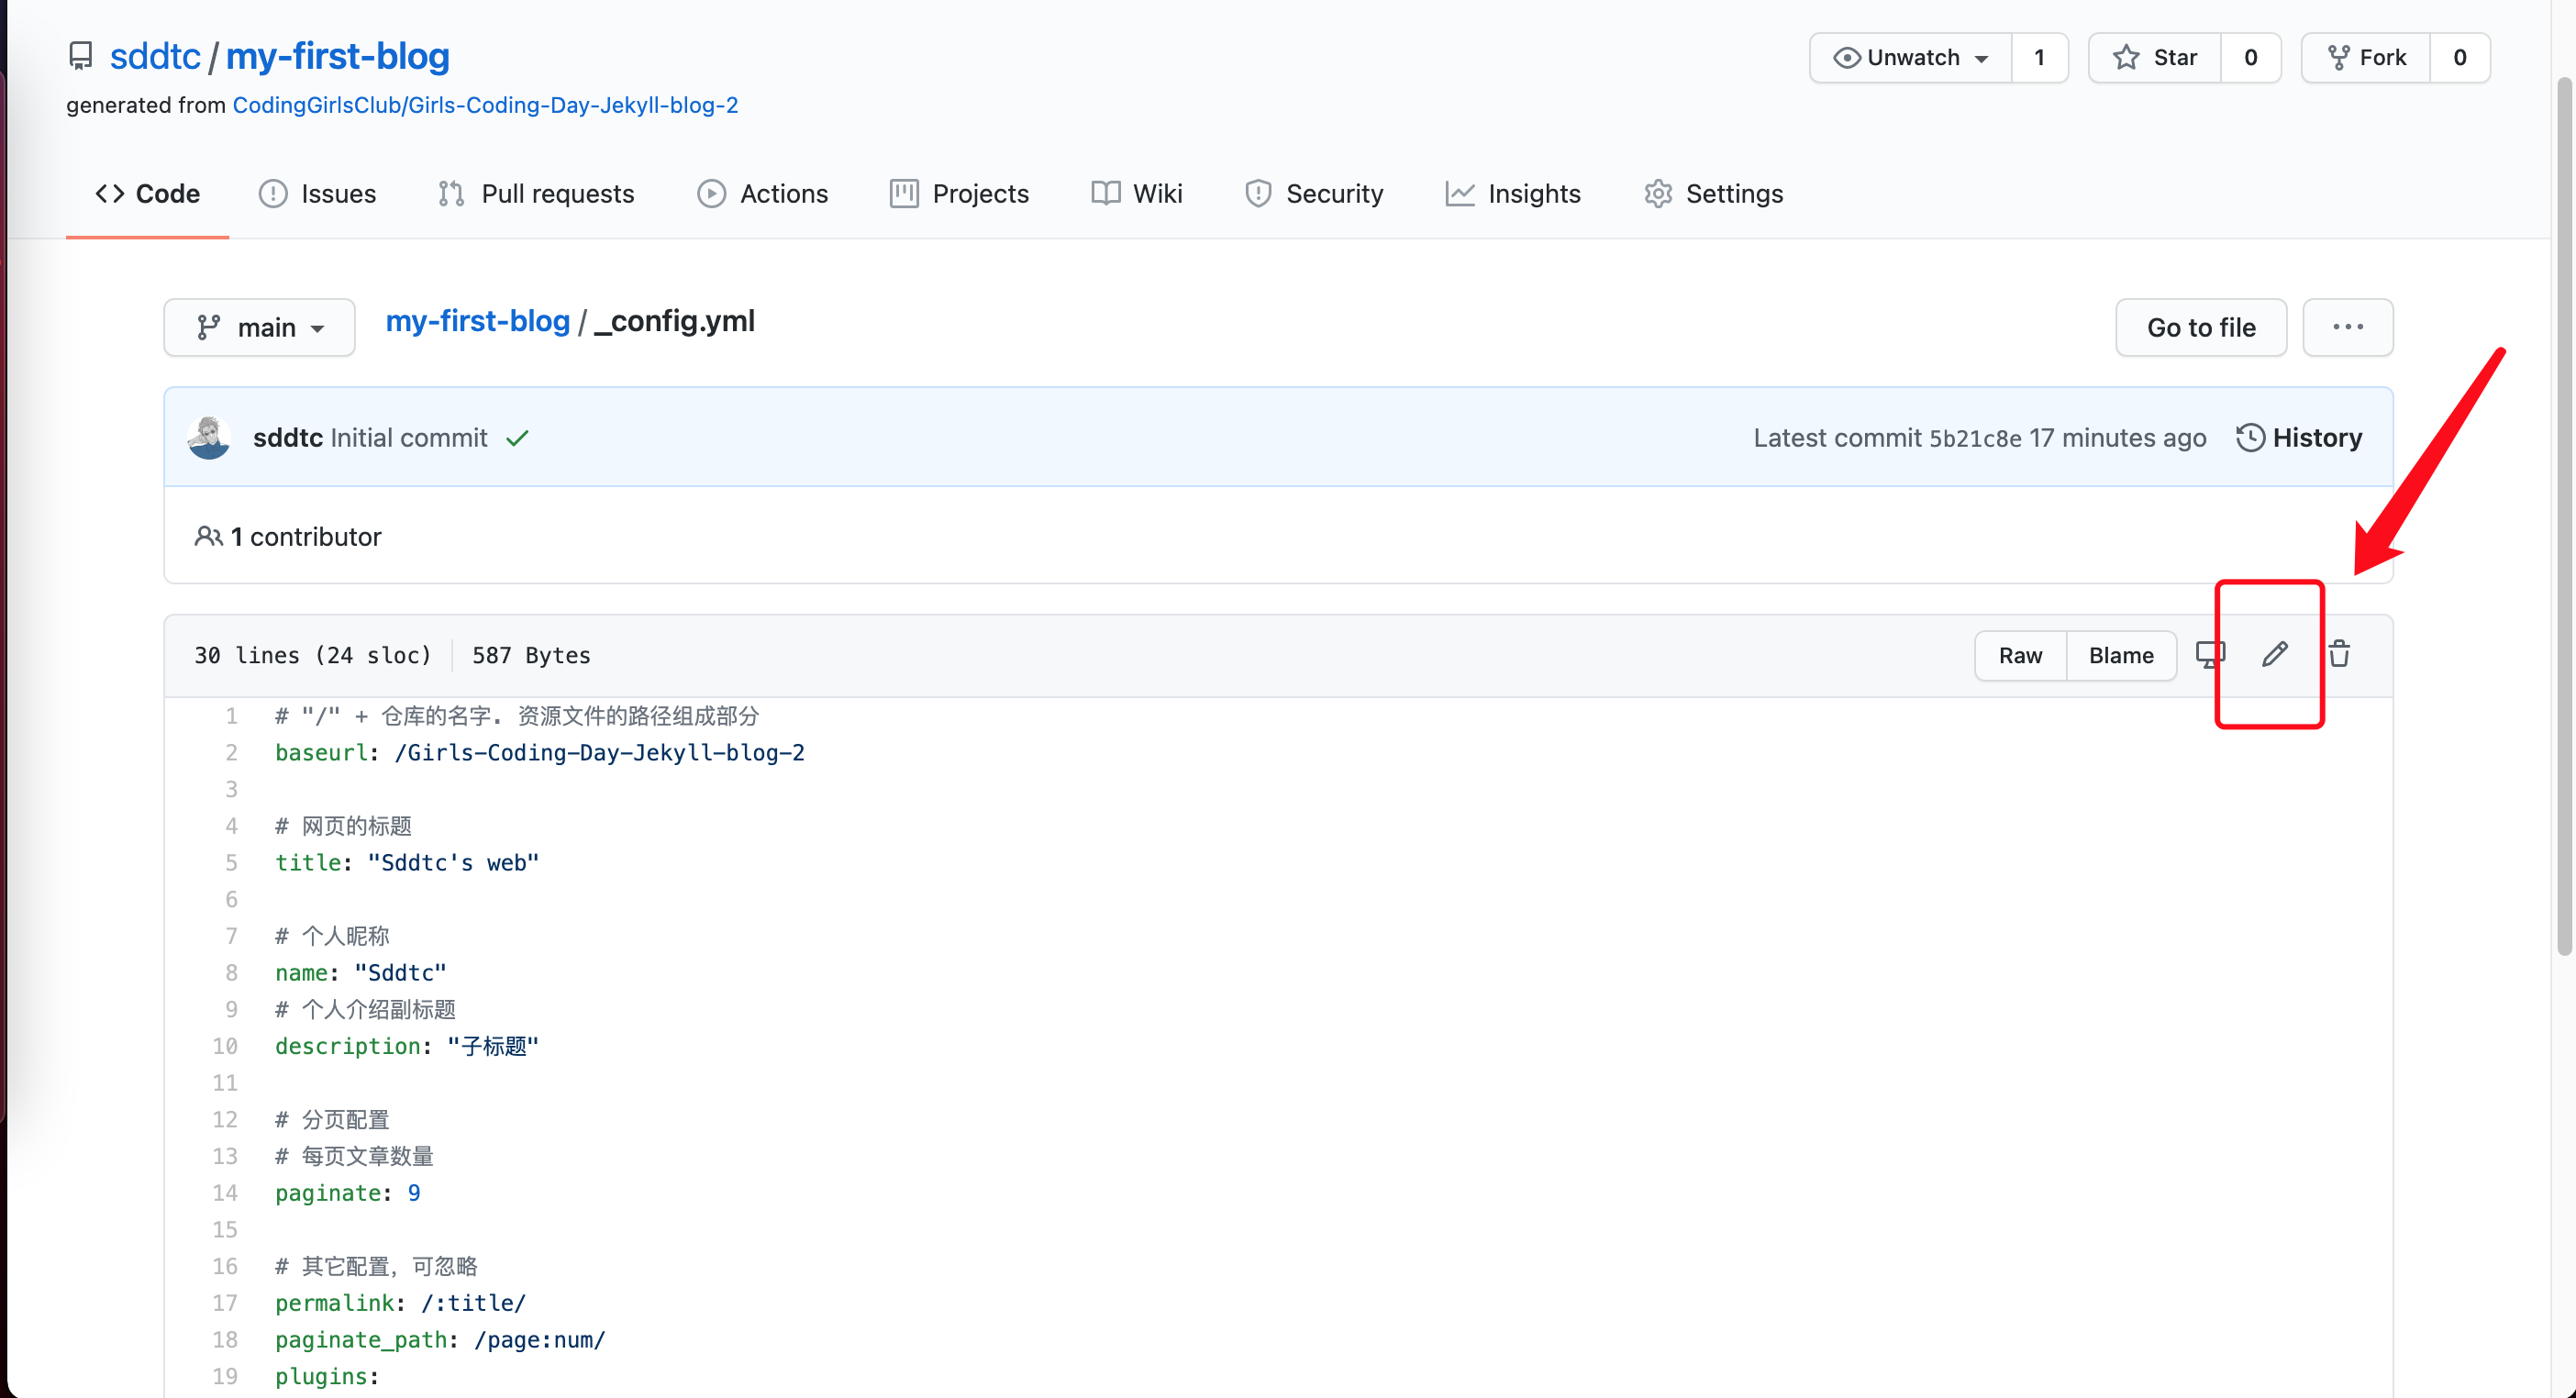 sddtc / my-first-blog
Unwatch 1 Star 0 Fork 0
generated from CodingGirlsClub/Girls-Coding-Day-Jekyll-blog-2
Code Issues Pull requests Actions Projects Wiki Security Insights Settings
main my-first-blog / _config.yml Go to file ...
sddtc Initial commit Latest commit 5b21c8e 17 minutes ago History
1 contributor
30 lines (24 sloc) 587 Bytes Raw Blame
1 # "/" + 仓库的名字. 资源文件的路径组成部分
2 baseurl: /Girls-Coding-Day-Jekyll-blog-2
3
4 # 网页的标题
5 title: "Sddtc's web"
6
7 # 个人昵称
8 name: "Sddtc"
9 # 个人介绍副标题
10 description: "子标题"
11
12 # 分页配置
13 # 每页文章数量
14 paginate: 9
15
16 # 其它配置, 可忽略
17 permalink: /:title/
18 paginate_path: /page:num/
19 plugins: